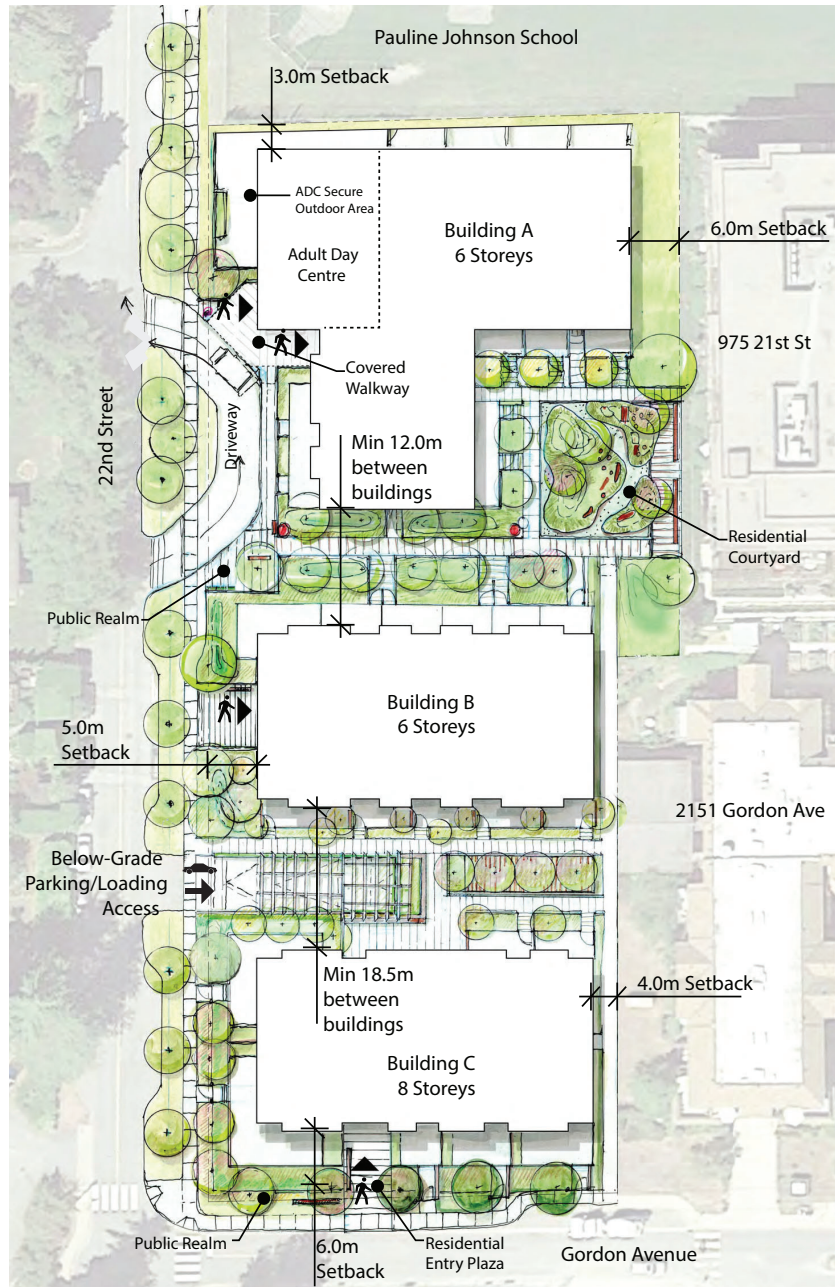 Pauline Johnson School
3.0m Setback
ADC Secure
Outdoor Area
Adult Day
Centre
Building A
6 Storeys
6.0m Setback
975 21st St
Covered
Walkway
22nd Street
Driveway
Min 12.0m
between
buildings
Residential
Courtyard
Public Realm
Building B
6 Storeys
5.0m
Setback
2151 Gordon Ave
Below-Grade
Parking/Loading
Access
Min 18.5m
between
buildings
4.0m Setback
Building C
8 Storeys
Public Realm
6.0m
Setback
Residential
Entry Plaza
Gordon Avenue